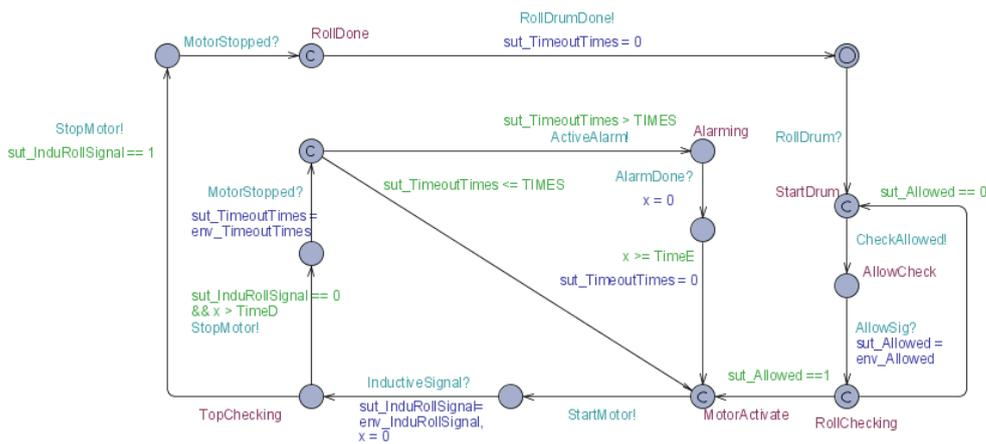 RollDrumDone!
RollDone
MotorStopped?
sut_TimeoutTimes = 0
C
StopMotor!
sut_InduRollSignal == 1
sut_TimeoutTimes > TIMES
ActiveAlarm!
Alarming
RollDrum?
C
sut_TimeoutTimes <= TIMES
MotorStopped?
AlarmDone?
x = 0
StartDrum
sut_Allowed == 0
C
sut_TimeoutTimes =
env_TimeoutTimes
CheckAllowed!
x >= TimeE
sut_TimeoutTimes = 0
AllowCheck
sut_InduRollSignal == 0
&& x > TimeD
StopMotor!
AllowSig?
sut_Allowed =
env_Allowed
InductiveSignal?
sut_Allowed ==1
C
C
TopChecking
sut_InduRollSignal=
env_InduRollSignal,
x = 0
StartMotor!
MotorActivate
RollChecking